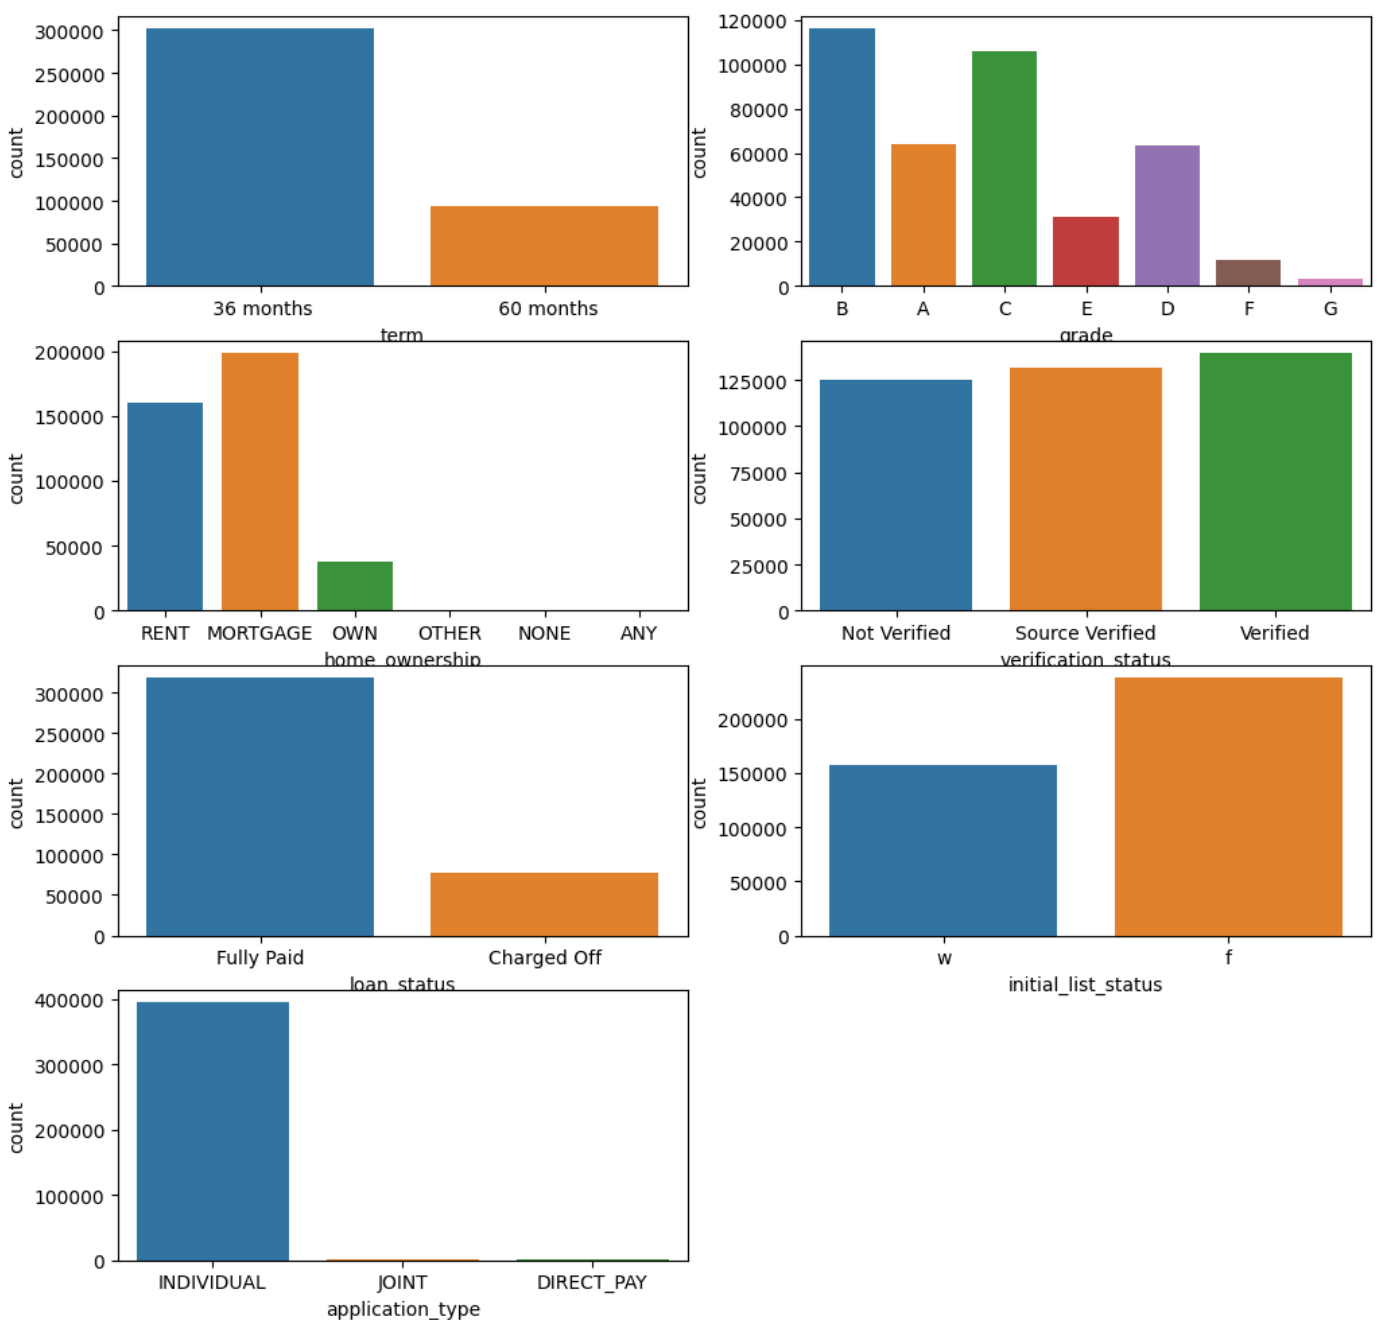 300000
250000
200000
150000
100000
50000
0
count
36 months 60 months
term
120000
100000
80000
60000
40000
20000
0
count
B A C E D F G
grade
200000
150000
100000
50000
0
count
RENT MORTGAGE OWN OTHER NONE ANY
home_ownership
125000
100000
75000
50000
25000
0
count
Not Verified Source Verified Verified
verification_status
300000
250000
200000
150000
100000
50000
0
count
Fully Paid Charged Off
loan_status
200000
150000
100000
50000
0
count
w f
initial_list_status
400000
300000
200000
100000
0
count
INDIVIDUAL JOINT DIRECT_PAY
application_type